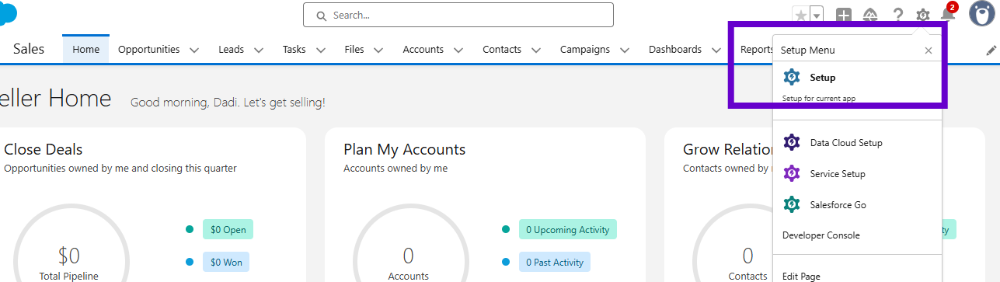 Search...
2
Sales
Home
Opportunities
Leads
Tasks
Files
Accounts
Contacts
Campaigns
Dashboards
Reports
Setup Menu
Setup
Setup for current app
Data Cloud Setup
Service Setup
Salesforce Go
Developer Console
Edit Page
eller Home
Good morning, Dadi. Let's get selling!
Close Deals
Opportunities owned by me and closing this quarter
$0
Total Pipeline
$0 Open
$0 Won
Plan My Accounts
Accounts owned by me
0
Accounts
0 Upcoming Activity
0 Past Activity
Grow Relation
Contacts owned by
0
Contacts
ty